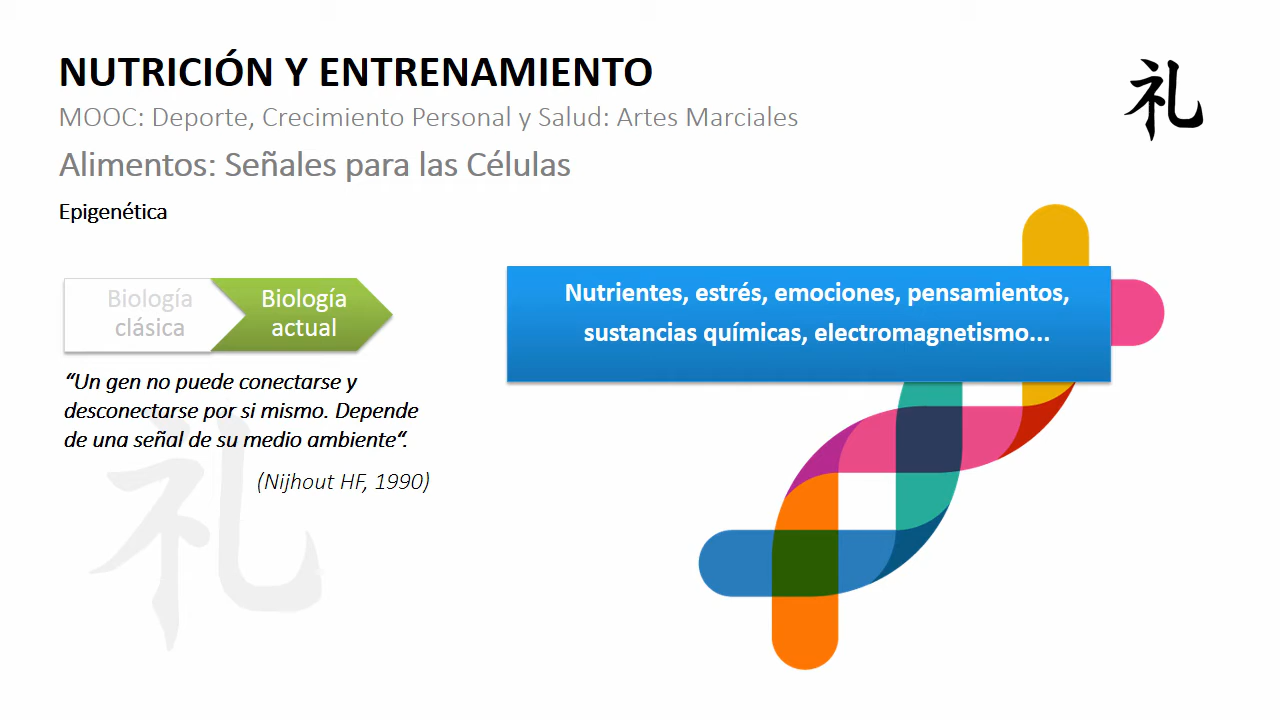 NUTRICIÓN Y ENTRENAMIENTO
MOOC: Deporte, Crecimiento Personal y Salud: Artes Marciales
礼
Alimentos: Señales para las Células
Epigenética
Biología
clásica
Biología
actual
Nutrientes, estrés, emociones, pensamientos,
sustancias químicas, electromagnetismo...
“Un gen no puede conectarse y
desconectarse por si mismo. Depende
de una señal de su medio ambiente“.
(Nijhout HF, 1990)
礼